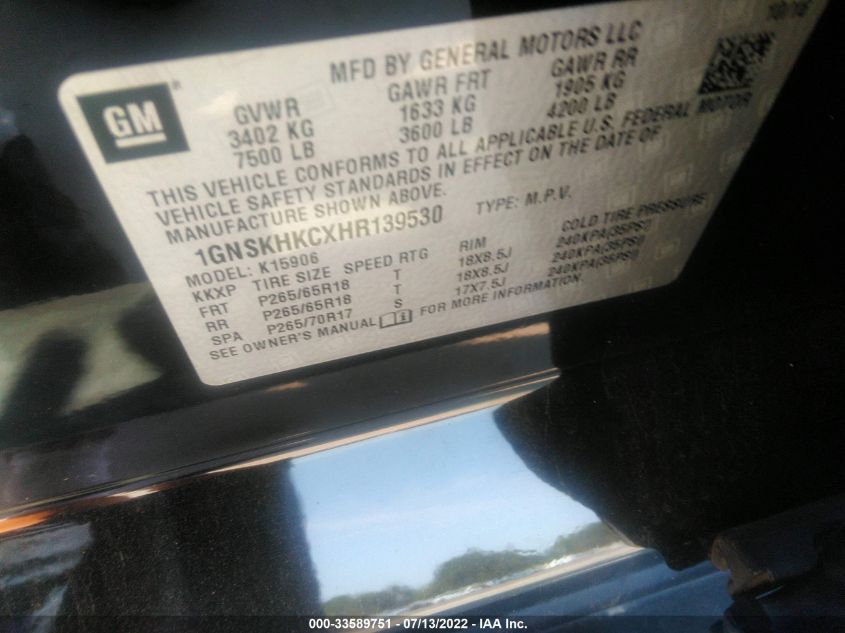 10/16
MFD BY GENERAL MOTORS LLC
GM
GVWR GAWR FRT GAWR RR
3402 KG 1633 KG 1905 KG
7500 LB 3600 LB 4200 LB
THIS VEHICLE CONFORMS TO ALL APPLICABLE U.S. FEDERAL MOTOR
VEHICLE SAFETY STANDARDS IN EFFECT ON THE DATE OF
MANUFACTURE SHOWN ABOVE.
1GNSKHKCXHR139530 TYPE: M.P.V.
MODEL: K15906
KKXP TIRE SIZE SPEED RTG RIM COLD TIRE PRESSURE
FRT P265/65R18 T 18X8.5J 240KPA(35PSI)
RR P265/65R18 T 18X8.5J 240KPA(35PSI)
SPA P265/70R17 S 17X7.5J 240KPA(35PSI)
SEE OWNER'S MANUAL FOR MORE INFORMATION.
000-33589751 - 07/13/2022 - IAA Inc.